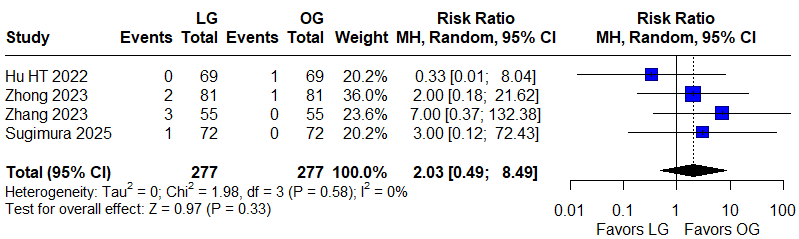 LG OG Risk Ratio Risk Ratio
Study Events Total Events Total Weight MH, Random, 95% CI MH, Random, 95% CI
Hu HT 2022 0 69 1 69 20.2% 0.33 [0.01; 8.04]
Zhong 2023 2 81 1 81 36.0% 2.00 [0.18; 21.62]
Zhang 2023 3 55 0 55 23.6% 7.00 [0.37; 132.38]
Sugimura 2025 1 72 0 72 20.2% 3.00 [0.12; 72.43]
Total (95% CI) 277 277 100.0% 2.03 [0.49; 8.49]
Heterogeneity: Tau² = 0; Chi² = 1.98, df = 3 (P = 0.58); I² = 0%
Test for overall effect: Z = 0.97 (P = 0.33)
0.01 0.1 1 10 100
Favors LG Favors OG